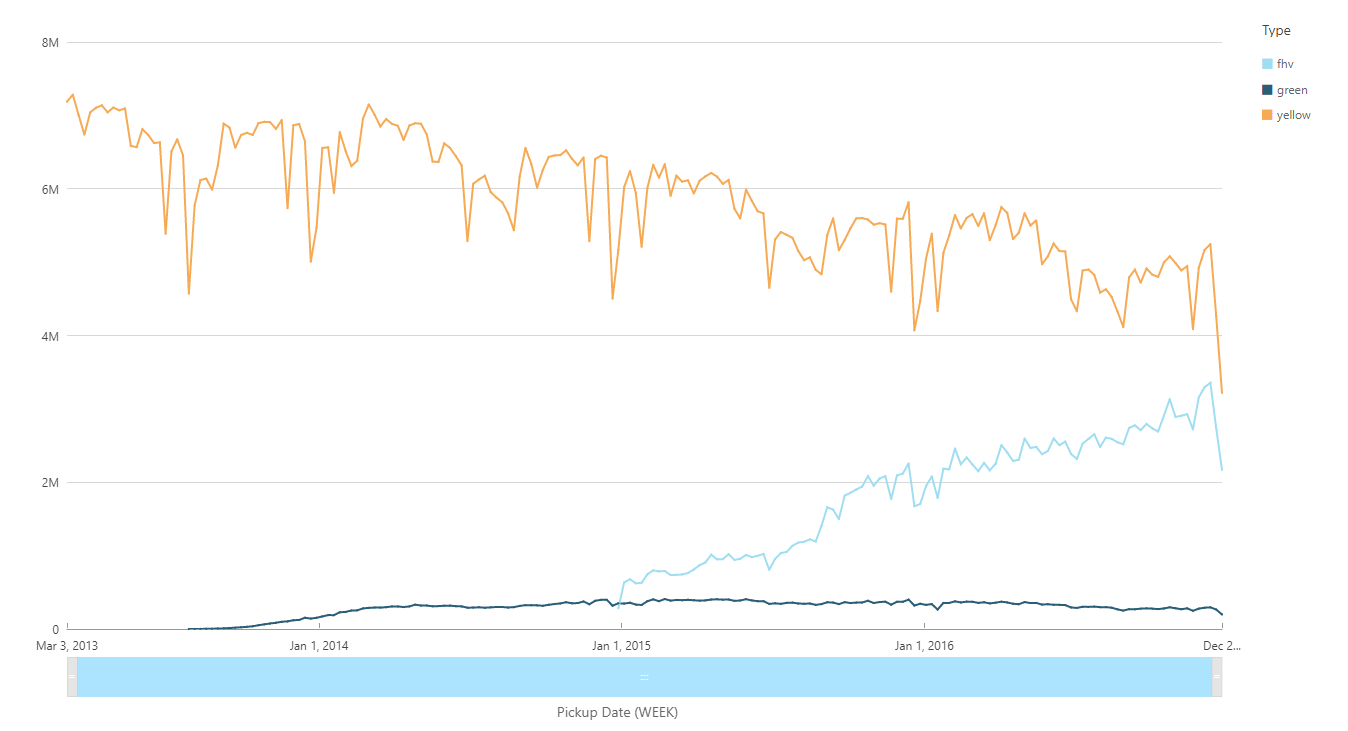 Type
fhv
green
yellow
8M
6M
4M
2M
0
Mar 3, 2013 Jan 1, 2014 Jan 1, 2015 Jan 1, 2016 Dec 2...
Pickup Date (WEEK)